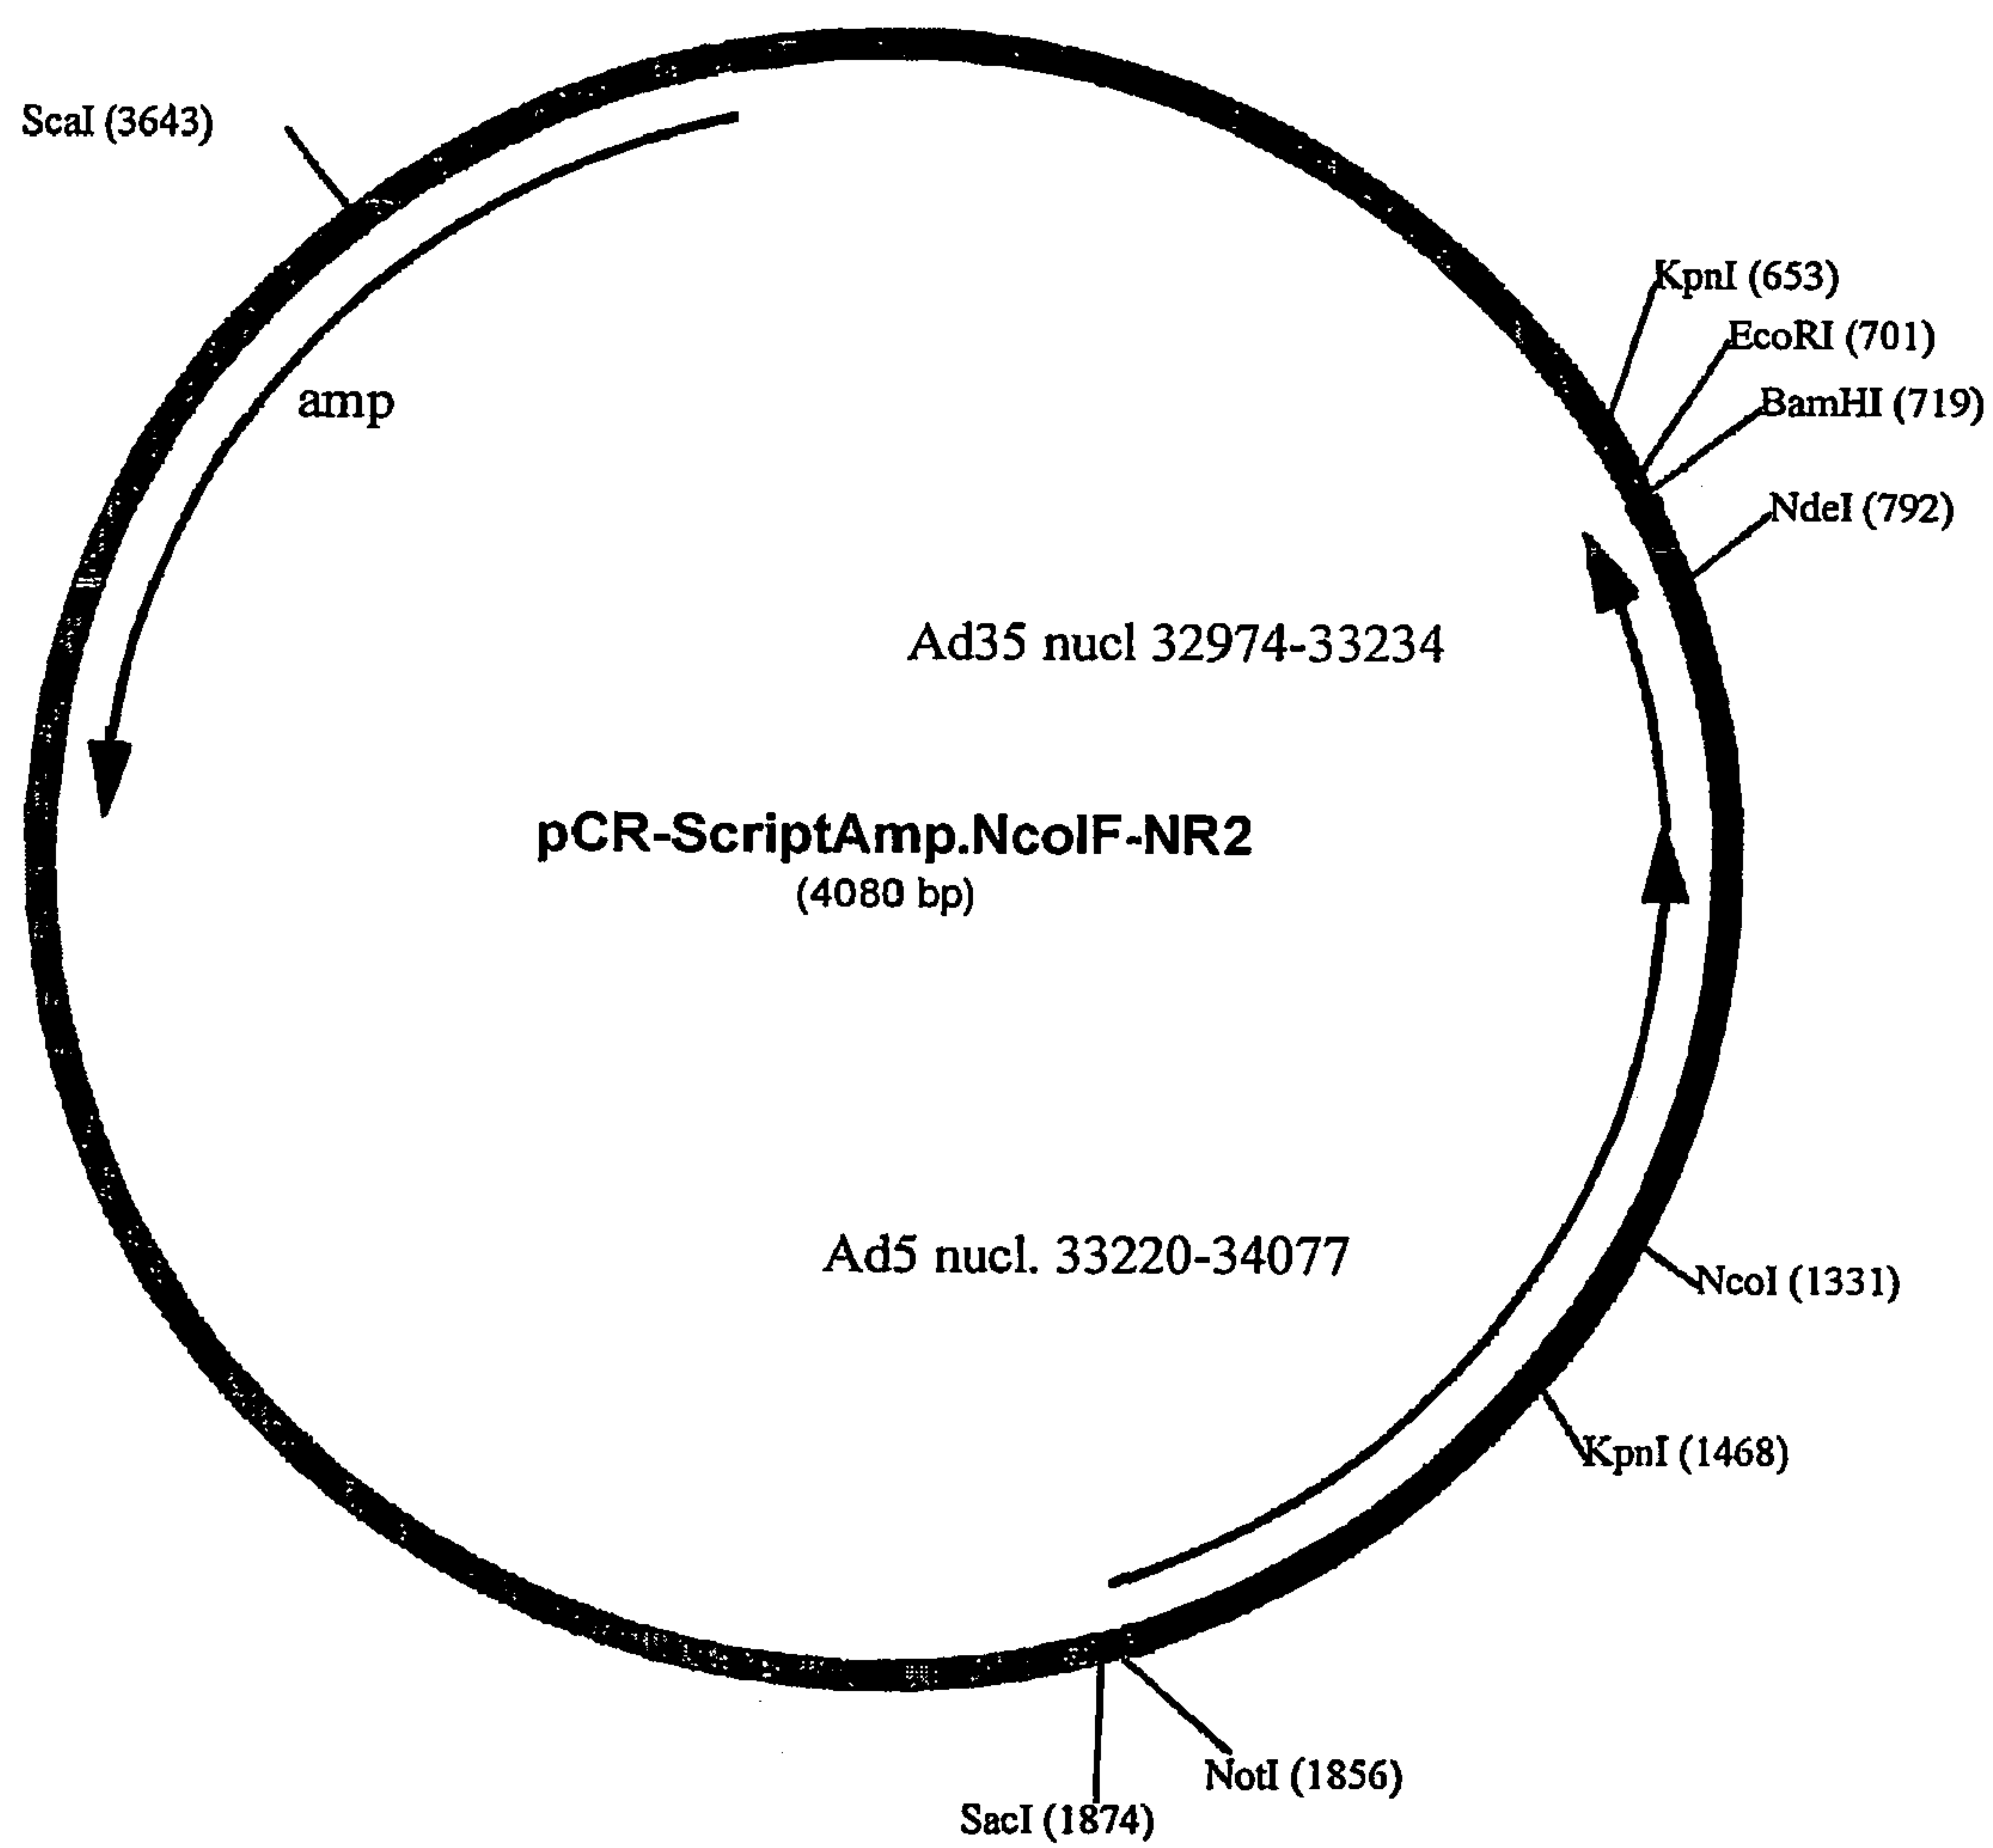 ScaI (3643)
KpnI (653)
EcoRI (701)
BamHI (719)
amp
NdeI (792)
Ad35 nucl 32974-33234
pCR-ScriptAmp.NcoIF-NR2
(4080 bp)
Ad5 nucl. 33220-34077
NcoI (1331)
KpnI (1468)
NotI (1856)
SacI (1874)